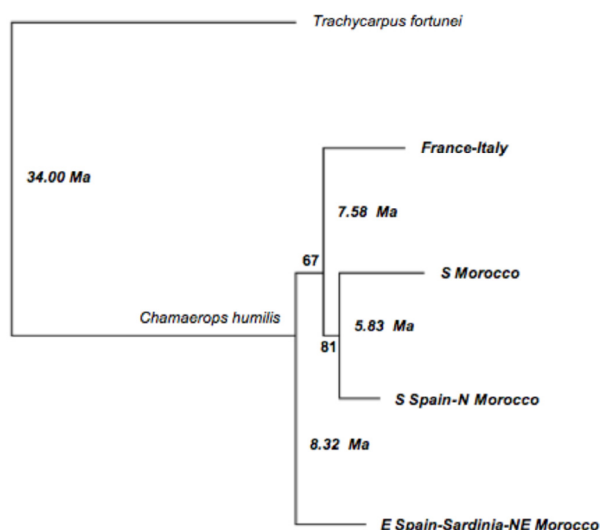 Trachycarpus fortunei
France-Italy
34.00 Ma
7.58 Ma
67
S Morocco
Chamaerops humilis
5.83 Ma
81
S Spain-N Morocco
8.32 Ma
E Spain-Sardinia-NE Morocco